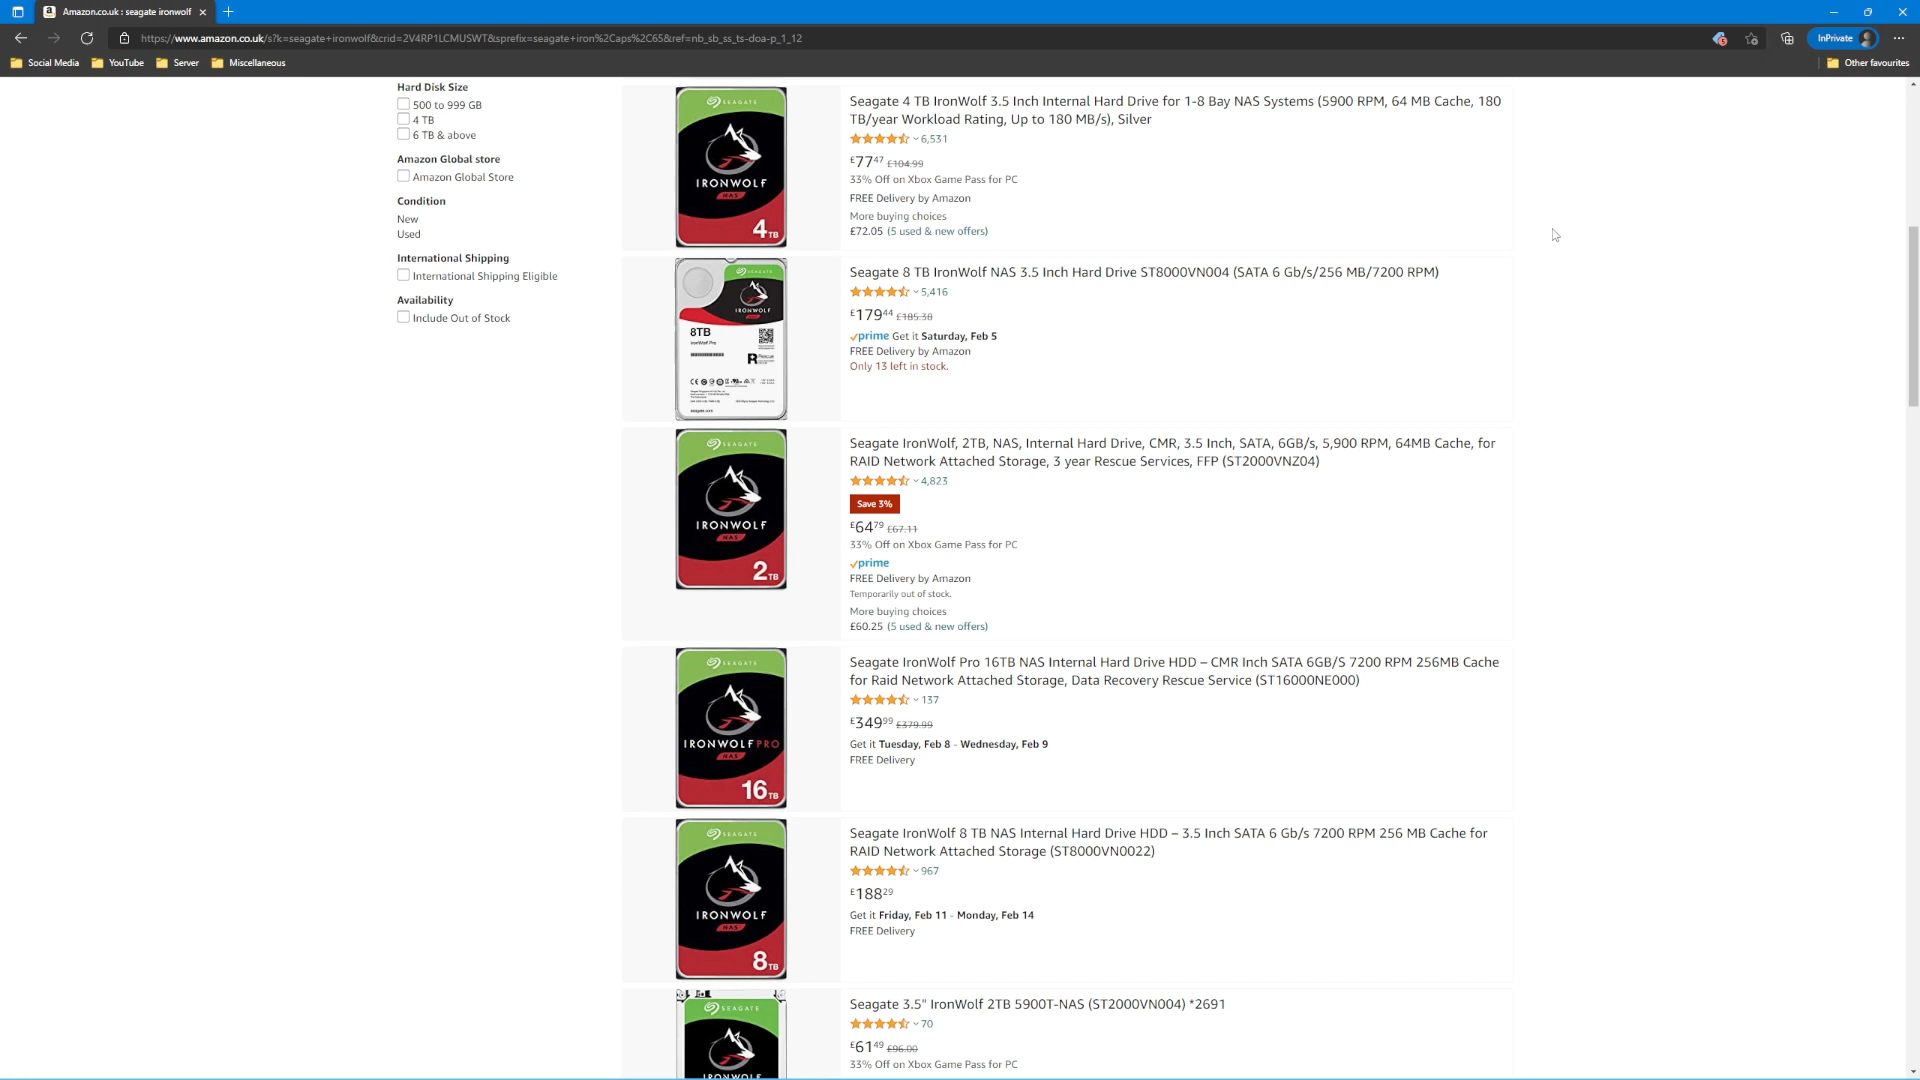 Amazon.co.uk : seagate ironwolf
https://www.amazon.co.uk/s?k=seagate+ironwolf&crid=2V4RP1LCMUSWT&sprefix=seagate+iron%2Caps%2C65&ref=nb_sb_ss_ts-doa-p_1_12
InPrivate
Social Media
YouTube
Server
Miscellaneous
Other favourites
Hard Disk Size
500 to 999 GB
4 TB
6 TB & above
Amazon Global store
Amazon Global Store
Condition
New
Used
International Shipping
International Shipping Eligible
Availability
Include Out of Stock
SEAGATE
IRONWOLF
NAS
4TB
Seagate 4 TB IronWolf 3.5 Inch Internal Hard Drive for 1-8 Bay NAS Systems (5900 RPM, 64 MB Cache, 180
TB/year Workload Rating, Up to 180 MB/s), Silver
6,531
£7747 £104.99
33% Off on Xbox Game Pass for PC
FREE Delivery by Amazon
More buying choices
£72.05 (5 used & new offers)
SEAGATE
IRONWOLF
8TB
IronWolf Pro
Rescue
seagate.com
Seagate 8 TB IronWolf NAS 3.5 Inch Hard Drive ST8000VN004 (SATA 6 Gb/s/256 MB/7200 RPM)
5,416
£17944 £185.38
prime Get it Saturday, Feb 5
FREE Delivery by Amazon
Only 13 left in stock.
SEAGATE
IRONWOLF
NAS
2TB
Seagate IronWolf, 2TB, NAS, Internal Hard Drive, CMR, 3.5 Inch, SATA, 6GB/s, 5,900 RPM, 64MB Cache, for
RAID Network Attached Storage, 3 year Rescue Services, FFP (ST2000VNZ04)
4,823
Save 3%
£6479 £67.11
33% Off on Xbox Game Pass for PC
prime
FREE Delivery by Amazon
Temporarily out of stock.
More buying choices
£60.25 (5 used & new offers)
SEAGATE
IRONWOLF PRO
NAS
16TB
Seagate IronWolf Pro 16TB NAS Internal Hard Drive HDD – CMR Inch SATA 6GB/S 7200 RPM 256MB Cache
for Raid Network Attached Storage, Data Recovery Rescue Service (ST16000NE000)
137
£34999 £379.99
Get it Tuesday, Feb 8 - Wednesday, Feb 9
FREE Delivery
SEAGATE
IRONWOLF
NAS
8TB
Seagate IronWolf 8 TB NAS Internal Hard Drive HDD – 3.5 Inch SATA 6 Gb/s 7200 RPM 256 MB Cache for
RAID Network Attached Storage (ST8000VN0022)
967
£18829
Get it Friday, Feb 11 - Monday, Feb 14
FREE Delivery
SEAGATE
IRONWOLF
Seagate 3.5" IronWolf 2TB 5900T-NAS (ST2000VN004) *2691
70
£6149 £96.00
33% Off on Xbox Game Pass for PC